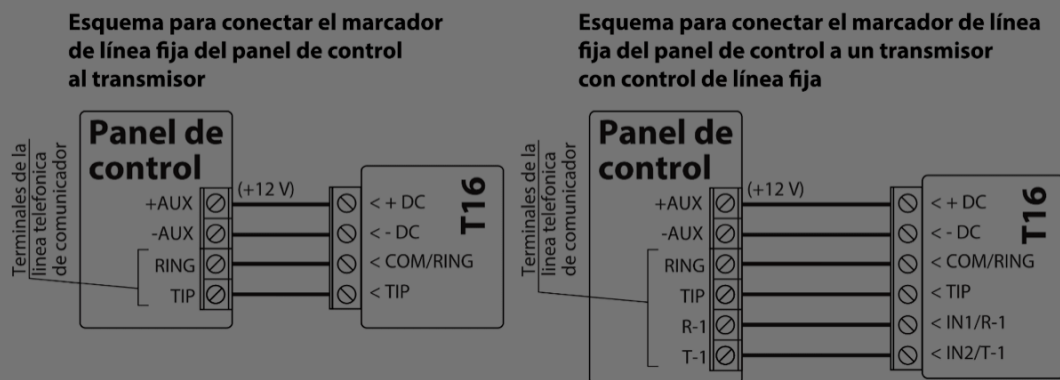 Esquema para conectar el marcador
de línea fija del panel de control
al transmisor
Panel de
control
Terminales de la
linea telefonica
de comunicador
+AUX
-AUX
RING
TIP
(+12 V)
T16
< + DC
< - DC
< COM/RING
< TIP
Esquema para conectar el marcador de línea
fija del panel de control a un transmisor
con control de línea fija
Panel de
control
Terminales de la
linea telefonica
de comunicador
+AUX
-AUX
RING
TIP
R-1
T-1
(+12 V)
T16
< + DC
< - DC
< COM/RING
< TIP
< IN1/R-1
< IN2/T-1